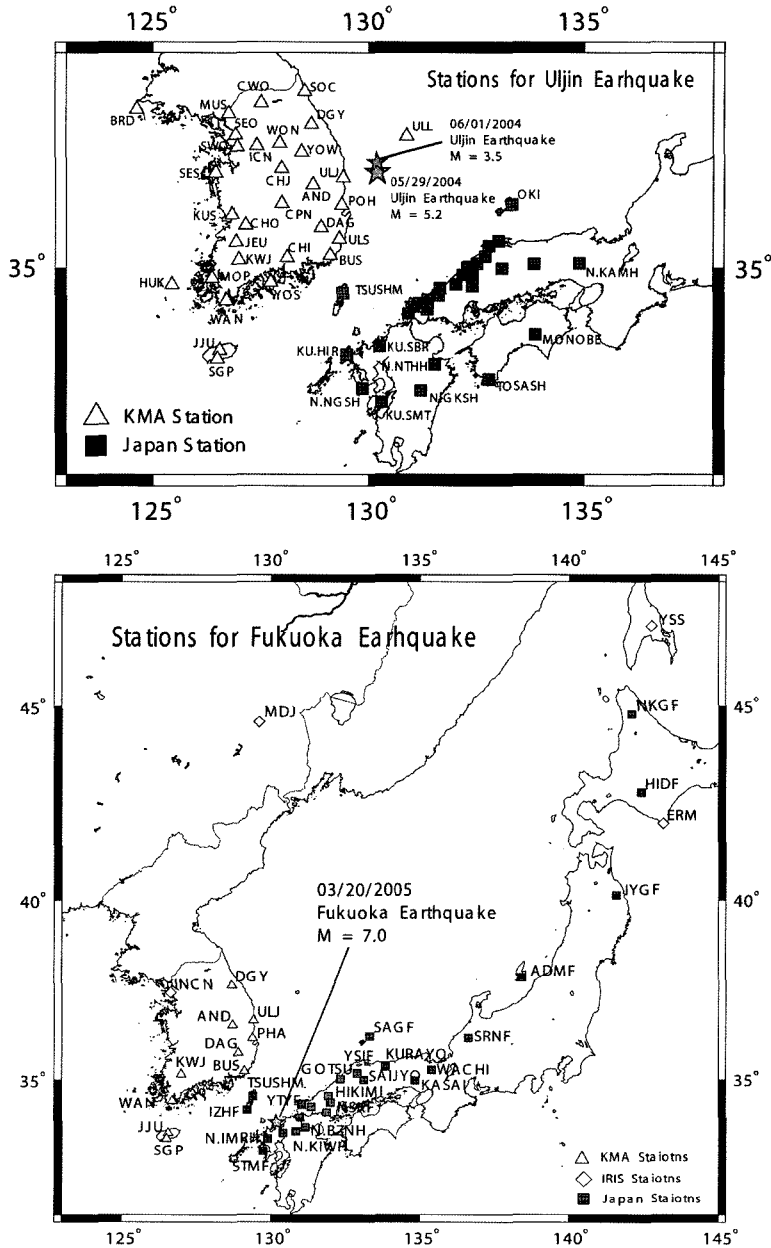 125° 130° 135°
Stations for Uljin Earhquake
CWO SOC
BRD MUS DGY
SEO WON ULL
SWO ICN YOW
06/01/2004
Uljin Earthquake
M = 3.5
SES CHJ ULJ
05/29/2004
Uljin Earthquake
M = 5.2
OKI
AND POH
KUS CHO CPN DAG
JEU CHI ULS
KWJ BUS
35° 35°
HUK MOP YOS
TSUSHM
N.KAMH
WAN
JJU
SGP
KU.HIR KU.SBR
MONOBE
N.NTHH
N.NGSH N.GKSH TOSASH
KU.SMT
KMA Station
Japan Station
125° 130° 135°
125° 130° 135° 140° 145°
Stations for Fukuoka Earhquake
YSS
45° 45°
MDJ
NKGF
HIDF
ERM
03/20/2005
Fukuoka Earthquake
M = 7.0
40° 40°
IYGF
ADMF
INCN DGY
AND ULJ
PHA
SAGF SRNF
DAG
KWJ BUS
YSIF KURAYO
GOTSU WACHI
SAIJYO KASAI
35° 35°
TSUSHM
HIKIMI
WAN IZHF YTYF
JJU
SGP
N.IMRH N.BZNH
N.KIWH
STMF
KMA Staiotns
IRIS Staiotns
Japan Staiotns
125° 130° 135° 140° 145°